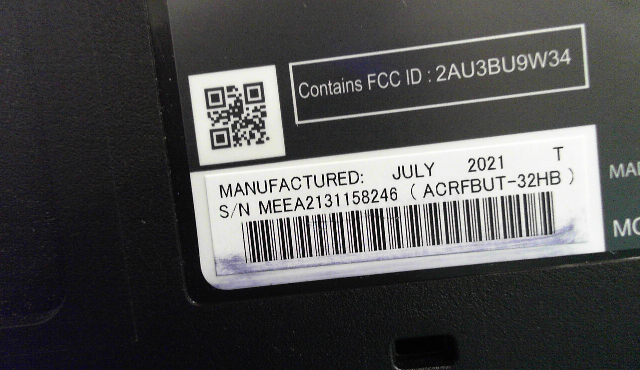 Contains FCC ID : 2AU3BU9W34
MANUFACTURED: JULY 2021 T
S/N MEEA2131158246 ( ACRFBUT-32HB )